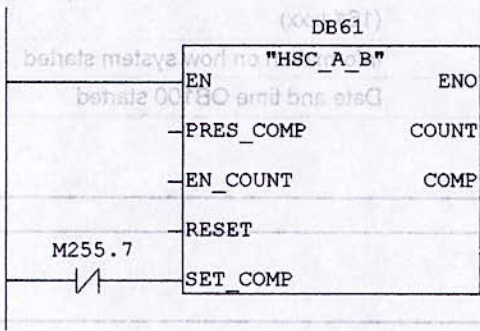 DB61
"HSC_A_B"
EN ENO
PRES_COMP COUNT
EN_COUNT COMP
RESET
M255.7
SET_COMP
(181xx)
Information on how system started
Date and time OB100 started